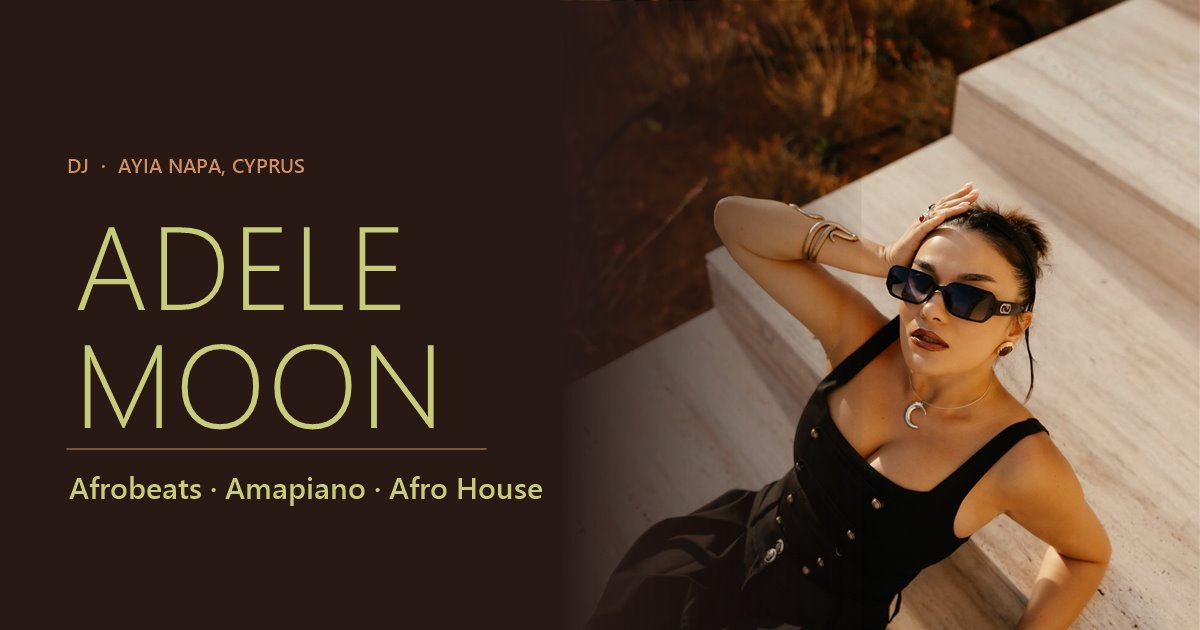 DJ · AYIA NAPA, CYPRUS
ADELE
MOON
Afrobeats · Amapiano · Afro House